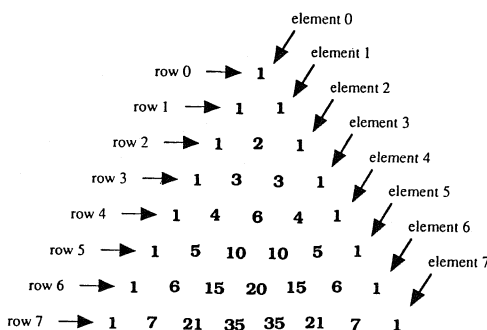 element 0
element 1
row 0 1
element 2
row 1 1 1
element 3
row 2 1 2 1
element 4
row 3 1 3 3 1
element 5
row 4 1 4 6 4 1
element 6
row 5 1 5 10 10 5 1
element 7
row 6 1 6 15 20 15 6 1
row 7 1 7 21 35 35 21 7 1